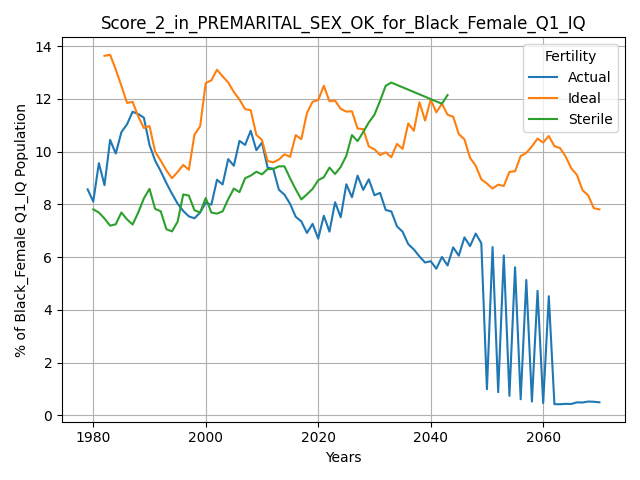 Score_2_in_PREMARITAL_SEX_OK_for_Black_Female_Q1_IQ
% of Black_Female Q1_IQ Population
14
12
10
8
6
4
2
0
Fertility
Actual
Ideal
Sterile
1980
2000
2020
2040
2060
Years